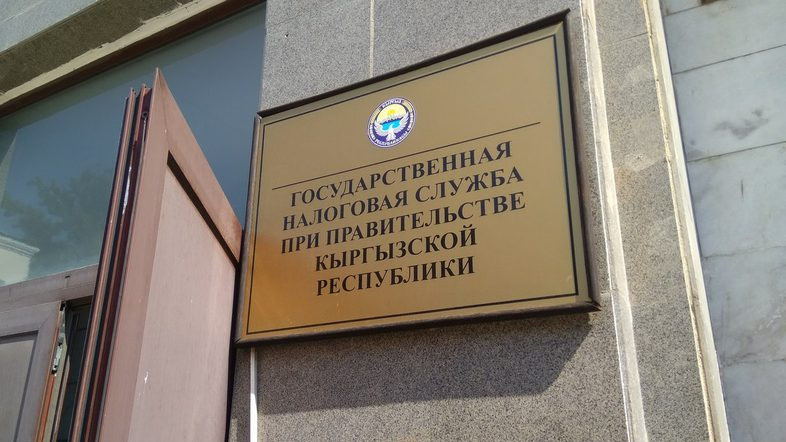 ГОСУДАРСТВЕННАЯ
НАЛОГОВАЯ СЛУЖБА
ПРИ ПРАВИТЕЛЬСТВЕ
КЫРГЫЗСКОЙ
РЕСПУБЛИКИ